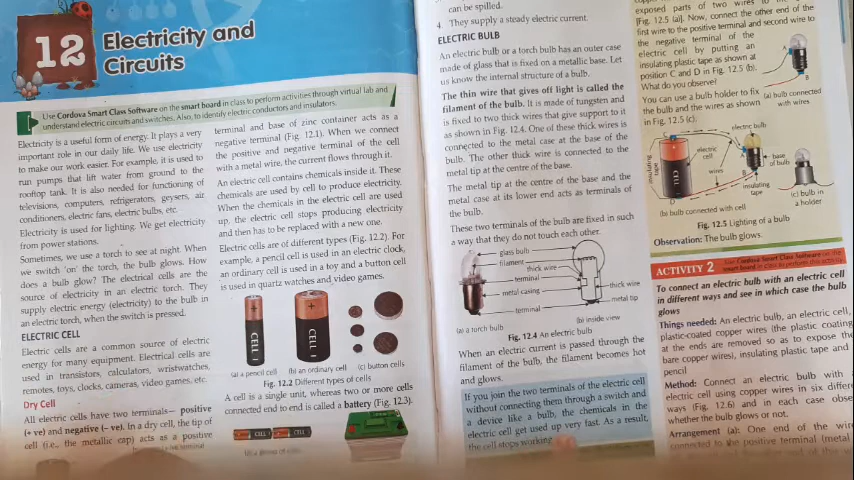 12
Electricity and
Circuits
Use Cordova Smart Class Software on the smart board in class to perform activities through virtual lab and
understand electric circuits and switches. Also, to identify electric conductors and insulators.
Electricity is a useful form of energy. It plays a very
important role in our daily life. We use electricity
to make our work easier. For example, it is used to
run pumps that lift water from ground to the
rooftop tank. It is also needed for functioning of
televisions, computers, refrigerators, geysers, air
conditioners, electric fans, electric bulbs, etc.
Electricity is used for lighting. We get electricity
from power stations.
Sometimes, we use a torch to see at night. When
we switch 'on' the torch, the bulb glows. How
does a bulb glow? The electrical cells are the
source of electricity in an electric torch. They
supply electric energy (electricity) to the bulb in
an electric torch, when the switch is pressed.
ELECTRIC CELL
Electric cells are a common source of electric
energy for many equipment. Electrical cells are
used in transistors, calculators, wristwatches,
remotes, toys, clocks, cameras, video games, etc.
Dry Cell
All electric cells have two terminals— positive
(+ ve) and negative (– ve). In a dry cell, the tip of
cell (i.e., the metallic cap) acts as a positive
terminal
terminal and base of zinc container acts as a
negative terminal (Fig. 12.1). When we connect
the positive and negative terminal of the cell
with a metal wire, the current flows through it.
An electric cell contains chemicals inside it. These
chemicals are used by cell to produce electricity.
When the chemicals in the electric cell are used
up, the electric cell stops producing electricity
and then has to be replaced with a new one.
Electric cells are of different types (Fig. 12.2). For
example, a pencil cell is used in an electric clock,
an ordinary cell is used in a toy and a button cell
is used in quartz watches and video games.
CELL
CELL
(a) a pencil cell
(b) an ordinary cell
(c) button cells
Fig. 12.2 Different types of cells
A cell is a single unit, whereas two or more cells
connected end to end is called a battery (Fig. 12.3).
CELL
CELL
can be spilled.
4. They supply a steady electric current.
ELECTRIC BULB
An electric bulb or a torch bulb has an outer case
made of glass that is fixed on a metallic base. Let
us know the internal structure of a bulb.
The thin wire that gives off light is called the
filament of the bulb. It is made of tungsten and
is fixed to two thick wires that give support to it
as shown in Fig. 12.4. One of these thick wires is
connected to the metal case at the base of the
bulb. The other thick wire is connected to the
metal tip at the centre of the base.
The metal tip at the centre of the base and the
metal case at its lower end acts as terminals of
the bulb.
These two terminals of the bulb are fixed in such
a way that they do not touch each other.
glass bulb
filament
thick wire
terminal
metal casing
terminal
thick wire
metal tip
(a) a torch bulb
(b) inside view
Fig. 12.4 An electric bulb
When an electric current is passed through the
filament of the bulb, the filament becomes hot
and glows.
If you join the two terminals of the electric cell
without connecting them through a switch and
a device like a bulb, the chemicals in the
electric cell get used up very fast. As a result,
the cell stops working.
exposed parts of two wires to
[Fig. 12.5 (a)]. Now, connect the other end of the
first wire to the positive terminal and second wire to
the negative terminal of the
electric cell by putting an
insulating plastic tape as shown at
position C and D in Fig. 12.5 (b).
What do you observe?
You can use a bulb holder to fix
the bulb and the wires as shown
in Fig. 12.5 (c).
A
B
(a) bulb connected
with wires
electric bulb
electric
cell
insulating
tape
wires
base
of bulb
insulating
tape
CELL
B
D
(b) bulb connected with cell
(c) bulb in
a holder
Fig. 12.5 Lighting of a bulb
Observation: The bulb glows.
ACTIVITY 2
Use Cordova Smart Class Software on the
smart board in class to perform this activity
To connect an electric bulb with an electric cell
in different ways and see in which case the bulb
glows
Things needed: An electric bulb, an electric cell,
plastic-coated copper wires (the plastic coating
at the ends are removed so as to expose the
bare copper wires), insulating plastic tape and
pencil
Method: Connect an electric bulb with
electric cell using copper wires in six differ
ways (Fig. 12.6) and in each case obse
whether the bulb glows or not.
Arrangement (a): One end of the wir
connected to the positive terminal (metal